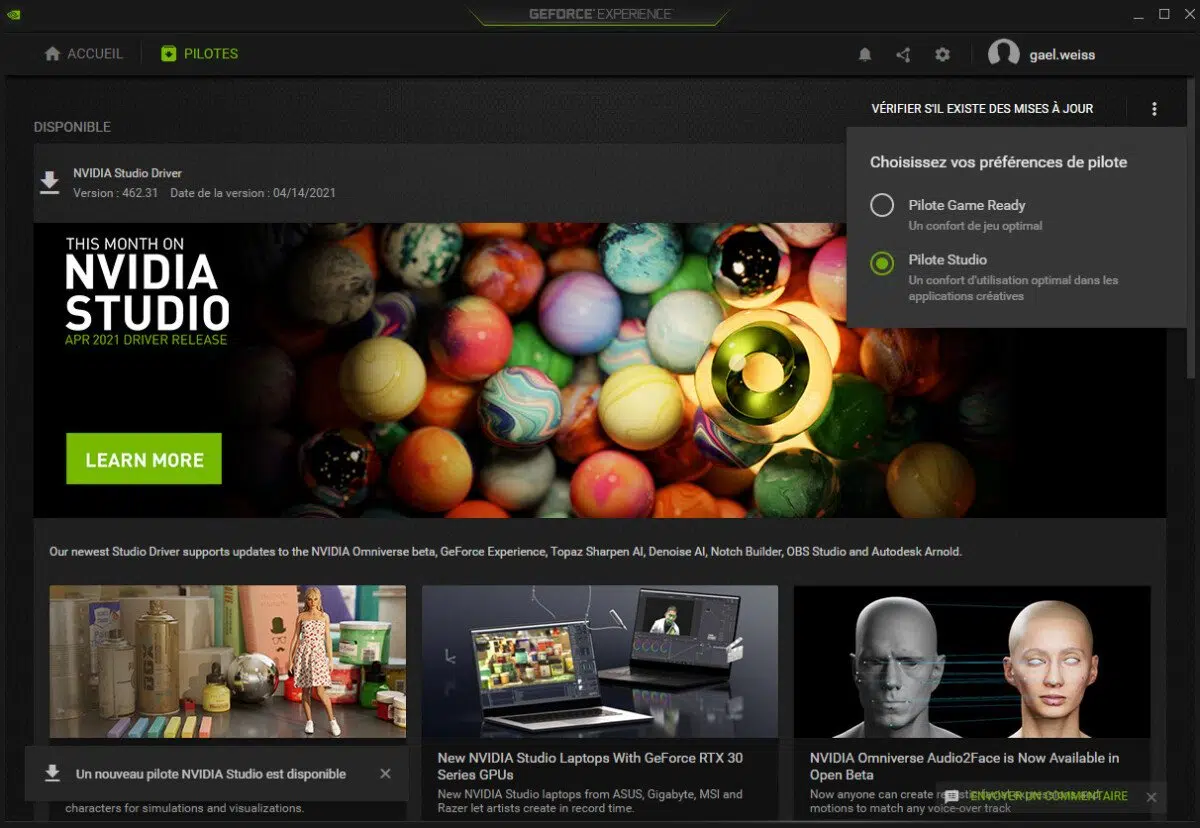 GEFORCE EXPERIENCE
ACCUEIL
PILOTES
gael.weiss
VÉRIFIER S'IL EXISTE DES MISES À JOUR
DISPONIBLE
Choisissez vos préférences de pilote
Pilote Game Ready
Un confort de jeu optimal
Pilote Studio
Un confort d'utilisation optimal dans les
applications créatives
NVIDIA Studio Driver
Version : 462.31 Date de la version : 04/14/2021
THIS MONTH ON
NVIDIA
STUDIO
APR 2021 DRIVER RELEASE
LEARN MORE
Our newest Studio Driver supports updates to the NVIDIA Omniverse beta, GeForce Experience, Topaz Sharpen AI, Denoise AI, Notch Builder, OBS Studio and Autodesk Arnold.
Un nouveau pilote NVIDIA Studio est disponible
characters for simulations and visualizations.
New NVIDIA Studio Laptops With GeForce RTX 30
Series GPUs
New NVIDIA Studio laptops from ASUS, Gigabyte, MSI and
Razer let artists create in record time.
NVIDIA Omniverse Audio2Face is Now Available in
Open Beta
Now anyone can create realistic facial expressions and
motions to match any voice-over track
ENVOYER UN COMMENTAIRE